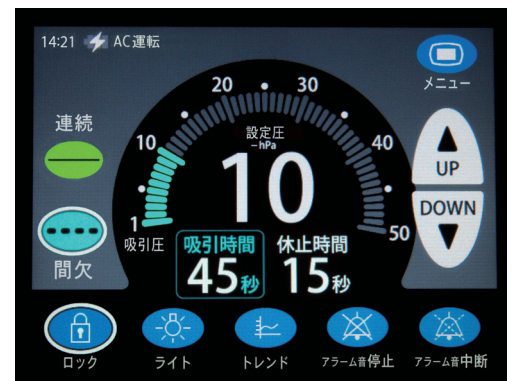 14:21 AC運転
メニュー
連続
間欠
20 30
10 40
1 50
設定圧
-hPa
10
吸引圧
吸引時間 休止時間
45秒 15秒
UP
DOWN
ロック ライト トレンド アラーム音停止 アラーム音中断